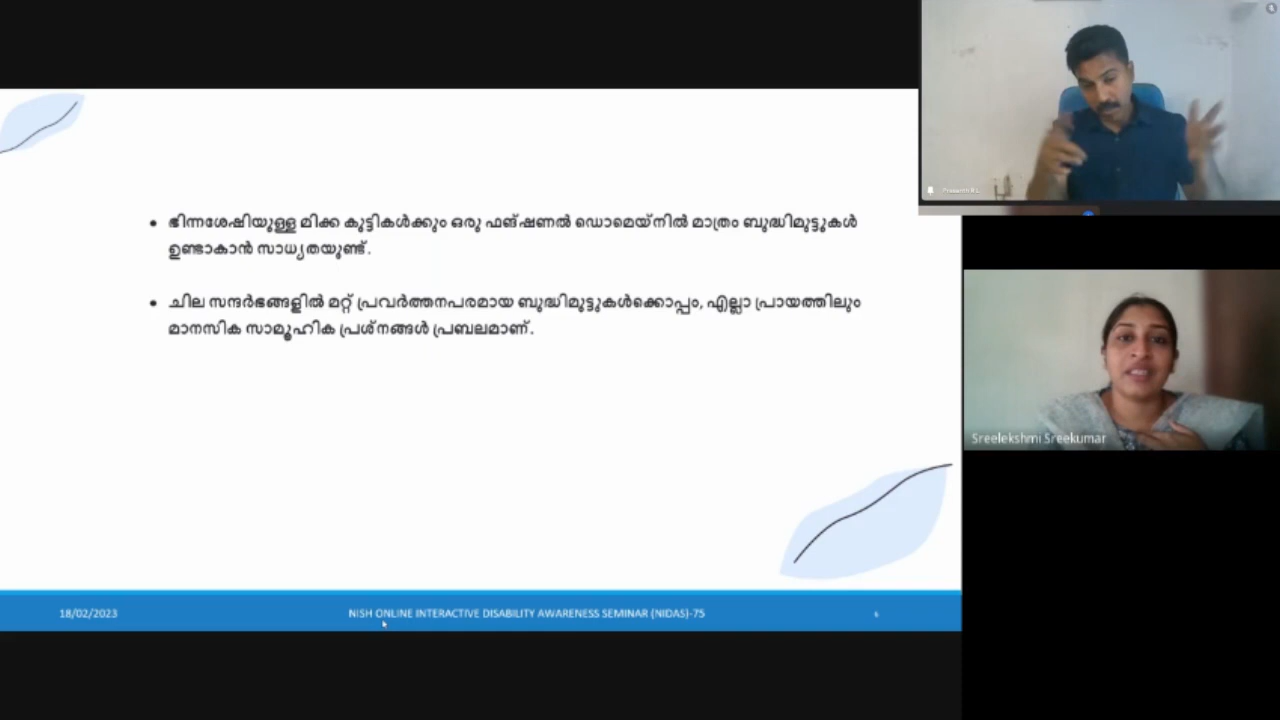 • ഭിന്നശേഷിയുള്ള മിക്ക കുട്ടികൾക്കും ഒരു ഫങ്ഷണൽ ഡൊമെയ്നിൽ മാത്രം ബുദ്ധിമുട്ടുകൾ
ഉണ്ടാകാൻ സാധ്യതയുണ്ട്.
• ചില സന്ദർഭങ്ങളിൽ മറ്റ് പ്രവർത്തനപരമായ ബുദ്ധിമുട്ടുകൾക്കൊപ്പം, എല്ലാ പ്രായത്തിലും
മാനസിക സാമൂഹിക പ്രശ്നങ്ങൾ പ്രബലമാണ്.
18/02/2023
NISH ONLINE INTERACTIVE DISABILITY AWARENESS SEMINAR (NIDAS)-75
6
Sreelekshmi Sreekumar